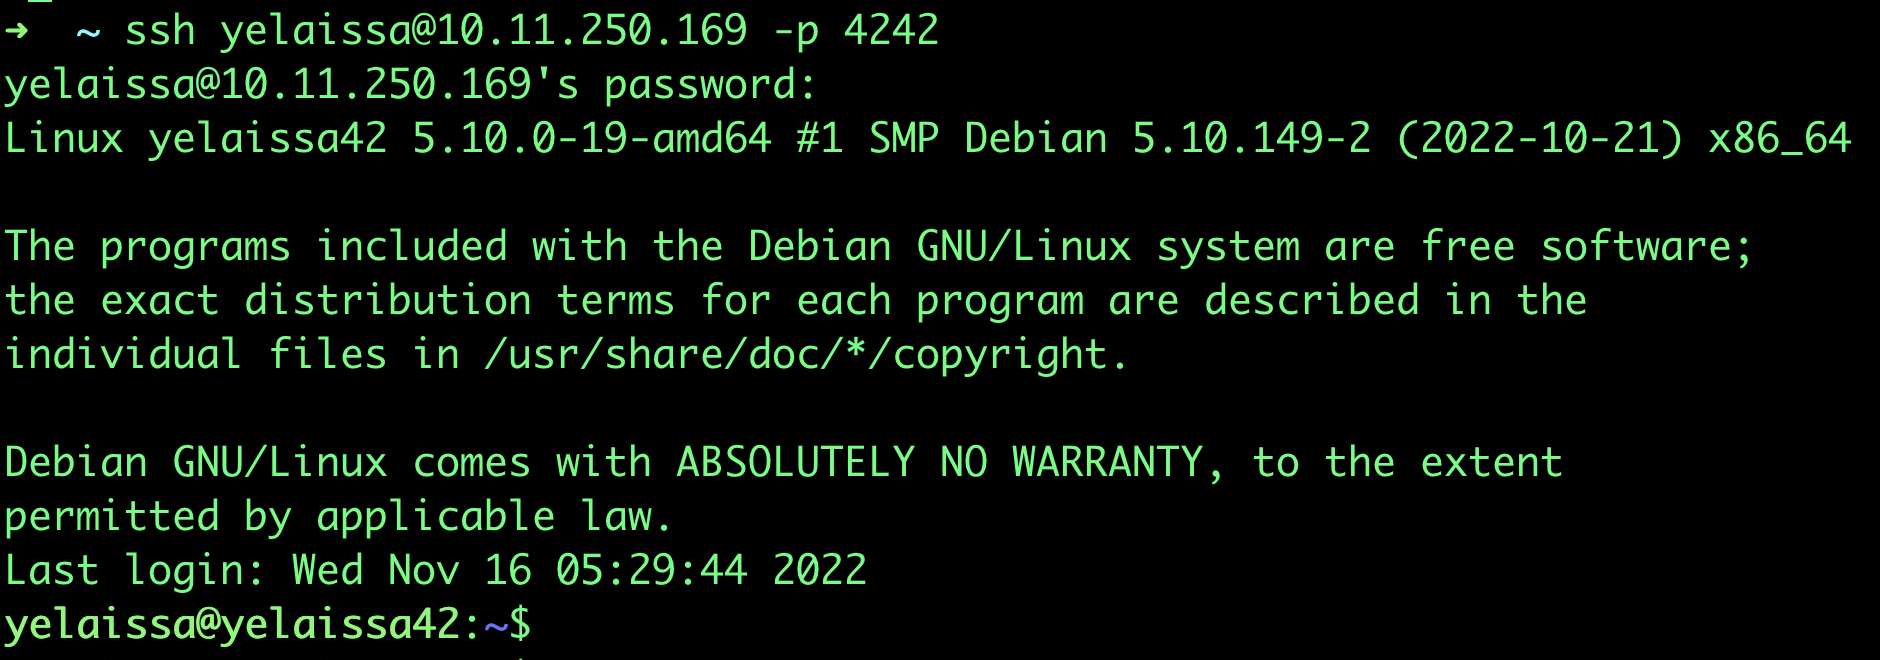 ➜  ~ ssh yelaissa@10.11.250.169 -p 4242
yelaissa@10.11.250.169's password:
Linux yelaissa42 5.10.0-19-amd64 #1 SMP Debian 5.10.149-2 (2022-10-21) x86_64
The programs included with the Debian GNU/Linux system are free software;
the exact distribution terms for each program are described in the
individual files in /usr/share/doc/*/copyright.
Debian GNU/Linux comes with ABSOLUTELY NO WARRANTY, to the extent
permitted by applicable law.
Last login: Wed Nov 16 05:29:44 2022
yelaissa@yelaissa42:~$